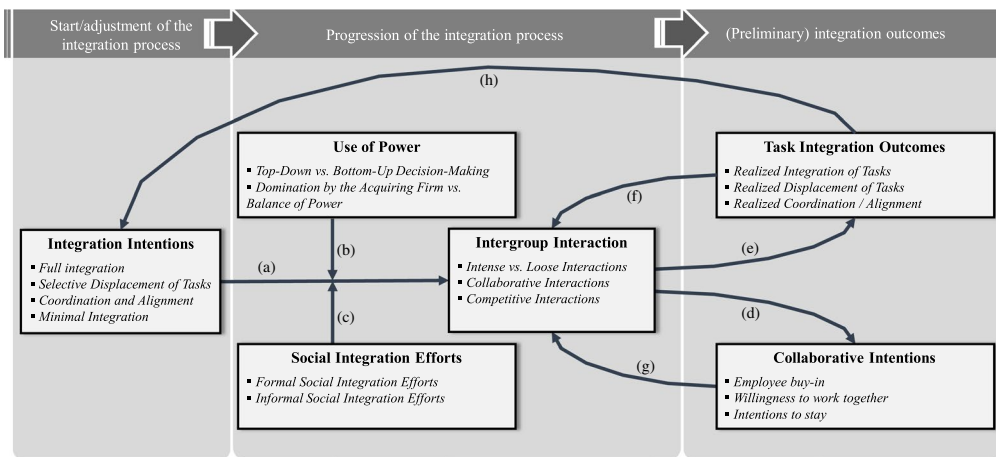 Start/adjustment of the
integration process
Progression of the integration process
(Preliminary) integration outcomes
(h)
Use of Power
▪ Top-Down vs. Bottom-Up Decision-Making
▪ Domination by the Acquiring Firm vs.
Balance of Power
Task Integration Outcomes
▪ Realized Integration of Tasks
▪ Realized Displacement of Tasks
▪ Realized Coordination / Alignment
(f)
Integration Intentions
▪ Full integration
▪ Selective Displacement of Tasks
▪ Coordination and Alignment
▪ Minimal Integration
(a)
(b)
Intergroup Interaction
▪ Intense vs. Loose Interactions
▪ Collaborative Interactions
▪ Competitive Interactions
(e)
(c)
(d)
Social Integration Efforts
▪ Formal Social Integration Efforts
▪ Informal Social Integration Efforts
(g)
Collaborative Intentions
▪ Employee buy-in
▪ Willingness to work together
▪ Intentions to stay